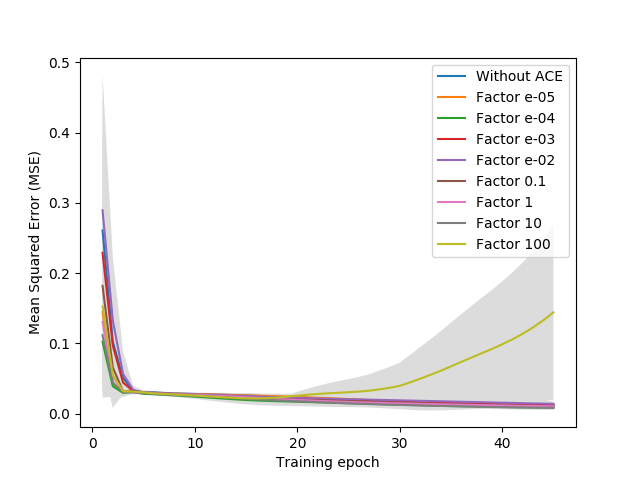 0.5
0.4
0.3
0.2
0.1
0.0
Mean Squared Error (MSE)
Without ACE
Factor e-05
Factor e-04
Factor e-03
Factor e-02
Factor 0.1
Factor 1
Factor 10
Factor 100
0 10 20 30 40
Training epoch